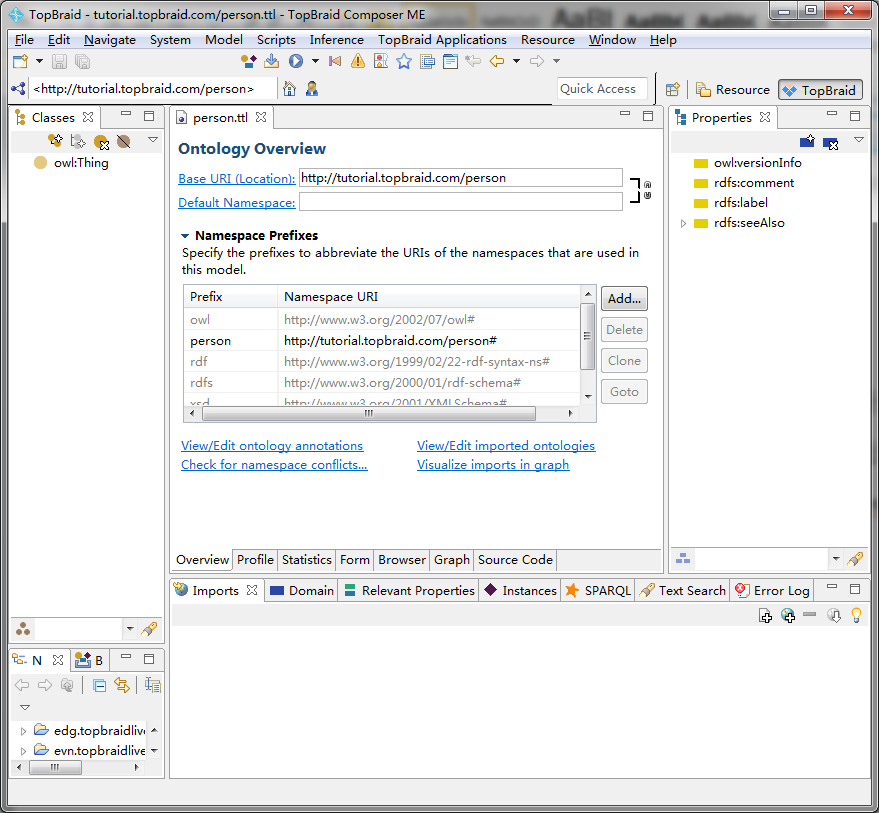 TopBraid - tutorial.topbraid.com/person.ttl - TopBraid Composer ME
File Edit Navigate System Model Scripts Inference TopBraid Applications Resource Window Help
<http://tutorial.topbraid.com/person>
Quick Access
Resource
TopBraid
Classes
owl:Thing
person.ttl
Ontology Overview
Base URI (Location): http://tutorial.topbraid.com/person
Default Namespace:
Namespace Prefixes
Specify the prefixes to abbreviate the URIs of the namespaces that are used in
this model.
Prefix Namespace URI
owl http://www.w3.org/2002/07/owl#
person http://tutorial.topbraid.com/person#
rdf http://www.w3.org/1999/02/22-rdf-syntax-ns#
rdfs http://www.w3.org/2000/01/rdf-schema#
xsd http://www.w3.org/2001/XMLSchema#
Add...
Delete
Clone
Goto
View/Edit ontology annotations View/Edit imported ontologies
Check for namespace conflicts... Visualize imports in graph
Overview Profile Statistics Form Browser Graph Source Code
Properties
owl:versionInfo
rdfs:comment
rdfs:label
rdfs:seeAlso
N B
edg.topbraidlive
evn.topbraidlive
Imports Domain Relevant Properties Instances SPARQL Text Search Error Log